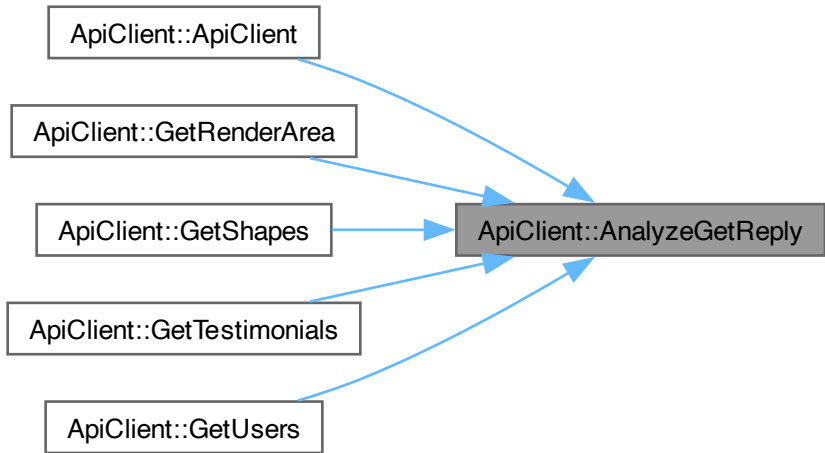 ApiClient::ApiClient
ApiClient::GetRenderArea
ApiClient::GetShapes
ApiClient::AnalyzeGetReply
ApiClient::GetTestimonials
ApiClient::GetUsers